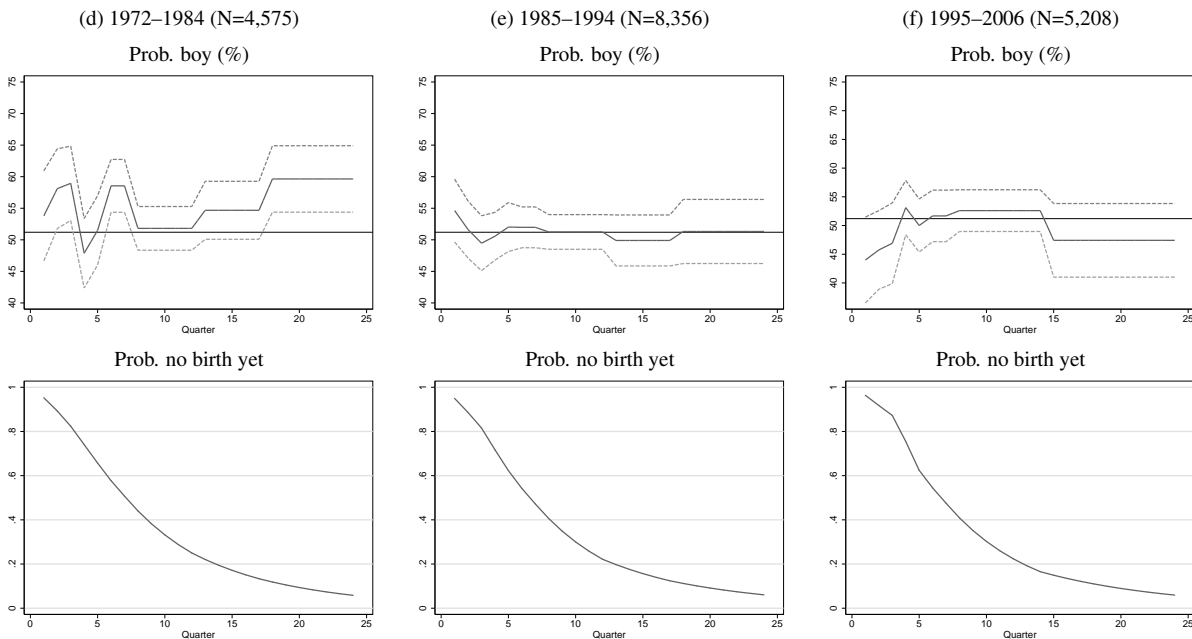 (d) 1972–1984 (N=4,575)
(e) 1985–1994 (N=8,356)
(f) 1995–2006 (N=5,208)
Prob. boy (%)
Prob. boy (%)
Prob. boy (%)
75
70
65
60
55
50
45
40
0 5 10 15 20 25
Quarter
75
70
65
60
55
50
45
40
0 5 10 15 20 25
Quarter
75
70
65
60
55
50
45
40
0 5 10 15 20 25
Quarter
Prob. no birth yet
Prob. no birth yet
Prob. no birth yet
1
.8
.6
.4
.2
0
0 5 10 15 20 25
Quarter
1
.8
.6
.4
.2
0
0 5 10 15 20 25
Quarter
1
.8
.6
.4
.2
0
0 5 10 15 20 25
Quarter